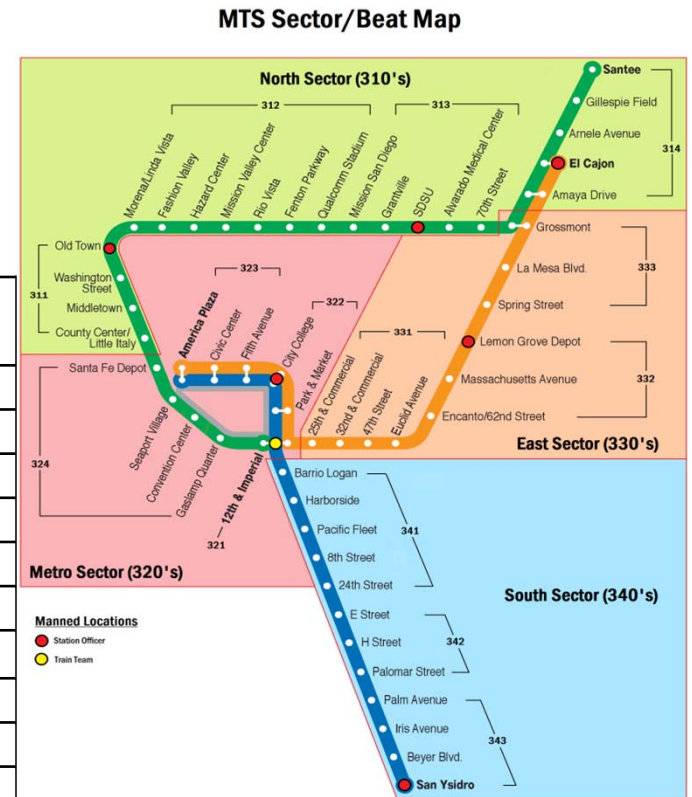 MTS Sector/Beat Map
North Sector (310's)
312
313
314
Santee
Gillespie Field
Arnele Avenue
El Cajon
Amaya Drive
Morena/Linda Vista
Fashion Valley
Hazard Center
Mission Valley Center
Rio Vista
Fenton Parkway
Qualcomm Stadium
Mission San Diego
Grantville
SDSU
Alvarado Medical Center
70th Street
Grossmont
La Mesa Blvd.
Spring Street
333
Lemon Grove Depot
Massachusetts Avenue
Encanto/62nd Street
332
East Sector (330's)
Old Town
Washington
Street
Middletown
County Center/
Little Italy
311
Santa Fe Depot
323
322
331
America Plaza
Civic Center
Fifth Avenue
City College
Park & Market
25th & Commercial
32nd & Commercial
47th Street
Euclid Avenue
Seaport Village
Convention Center
Gaslamp Quarter
12th & Imperial
324
321
Metro Sector (320's)
Barrio Logan
Harborside
Pacific Fleet
8th Street
24th Street
341
E Street
H Street
Palomar Street
342
Palm Avenue
Iris Avenue
Beyer Blvd.
San Ysidro
343
South Sector (340's)
Manned Locations
Station Officer
Train Team